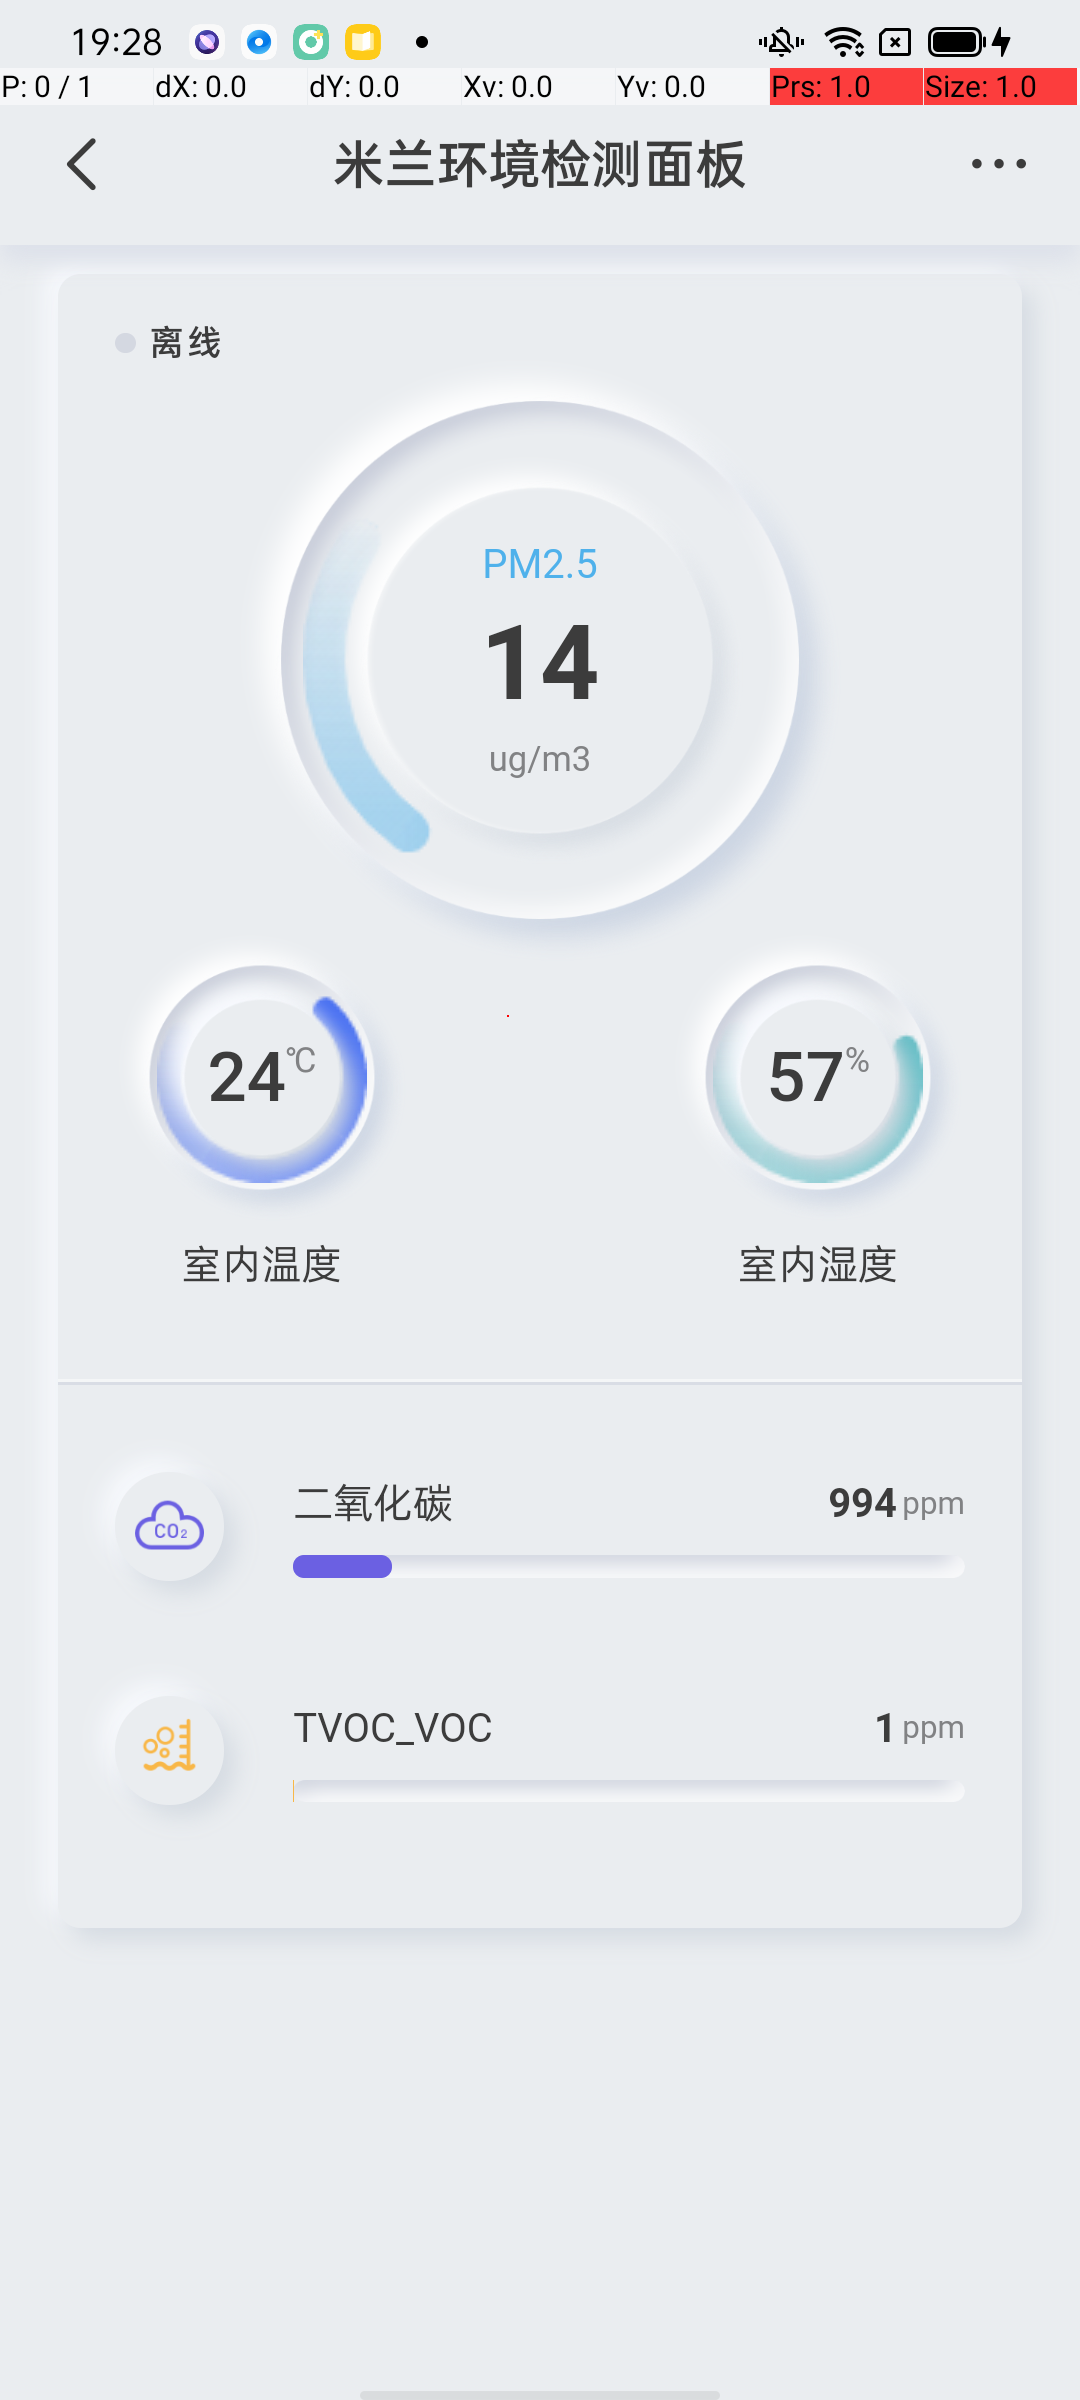 19:28
P: 0 / 1 dX: 0.0 dY: 0.0 Xv: 0.0 Yv: 0.0 Prs: 1.0 Size: 1.0
米兰环境检测面板
离线
PM2.5
14
ug/m3
24℃ 57%
室内温度 室内湿度
CO₂ 二氧化碳 994 ppm
TVOC_VOC 1 ppm